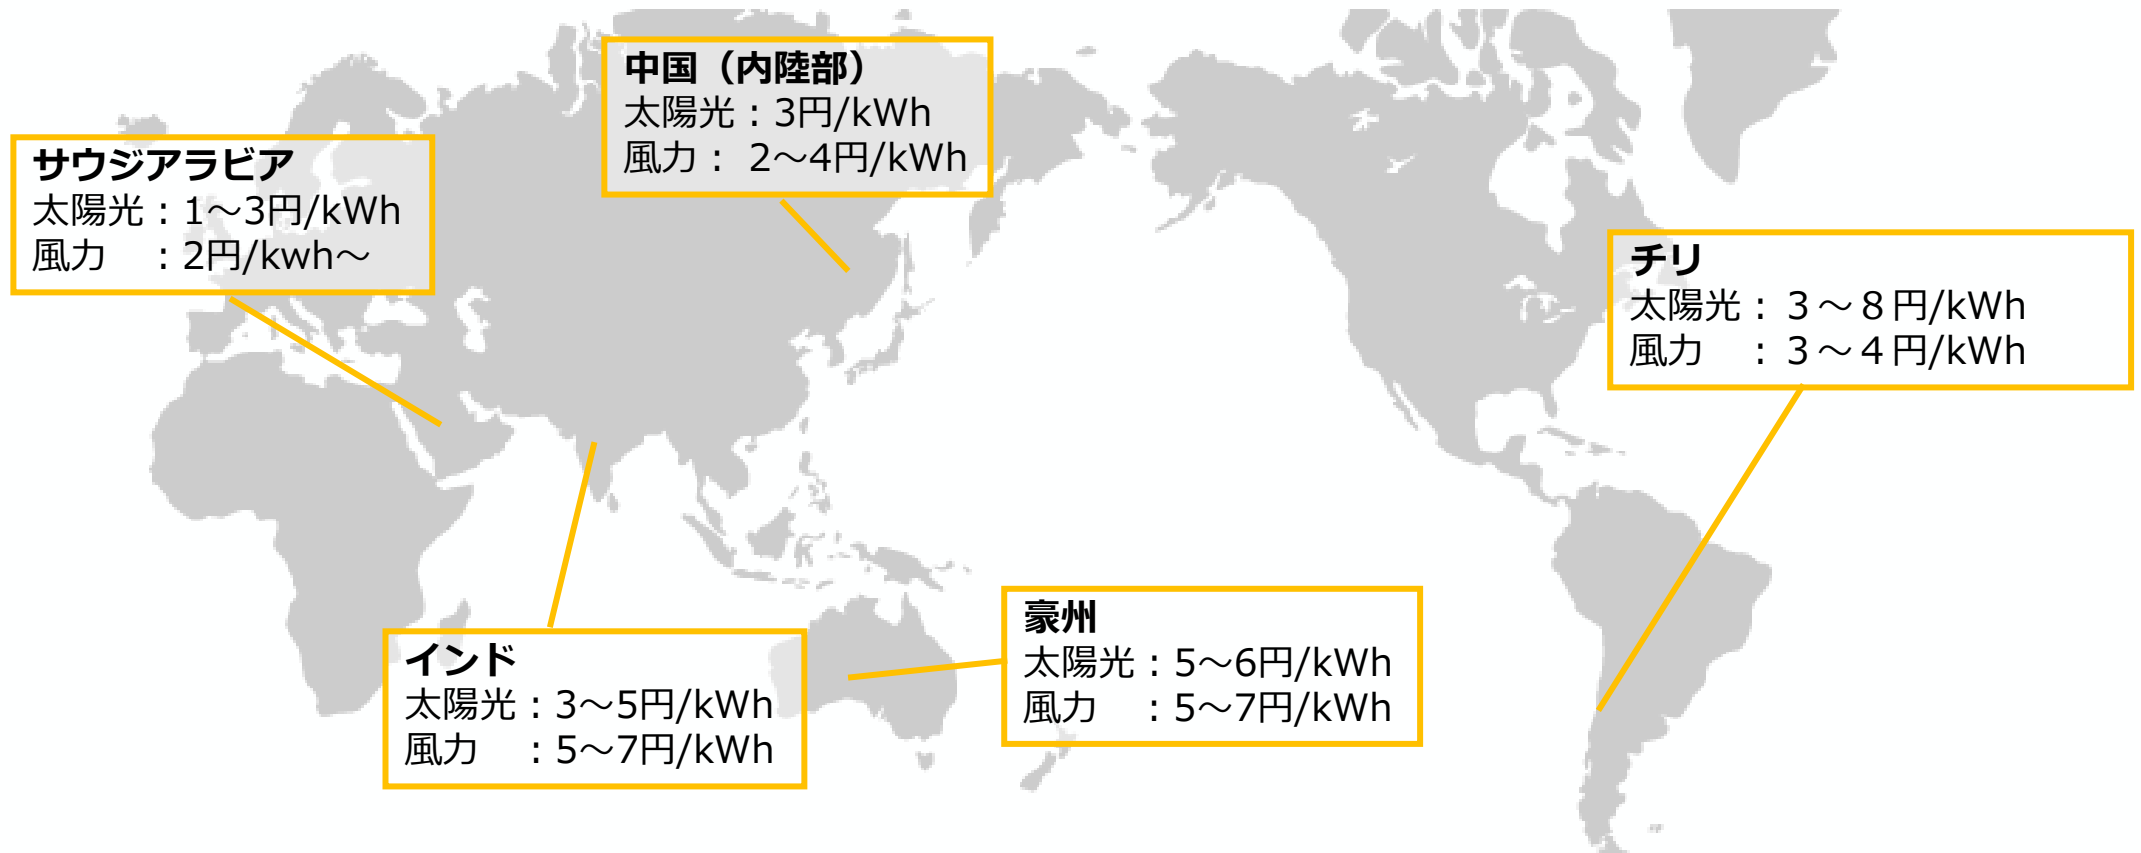 中国（内陸部）
太陽光：3円/kWh
風力： 2～4円/kWh
サウジアラビア
太陽光：1～3円/kWh
風力　：2円/kwh～
チリ
太陽光：３～８円/kWh
風力　：３～４円/kWh
インド
太陽光：3～5円/kWh
風力　：5～7円/kWh
豪州
太陽光：5～6円/kWh
風力　：5～7円/kWh